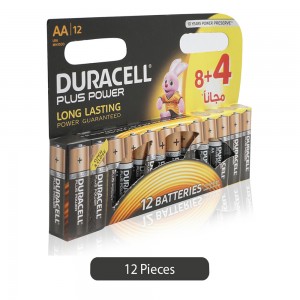 AA/12
DURACELL
PLUS POWER
LONG LASTING
POWER GUARANTEED
8+4
مجاناً
12 BATTERIES
12 Pieces